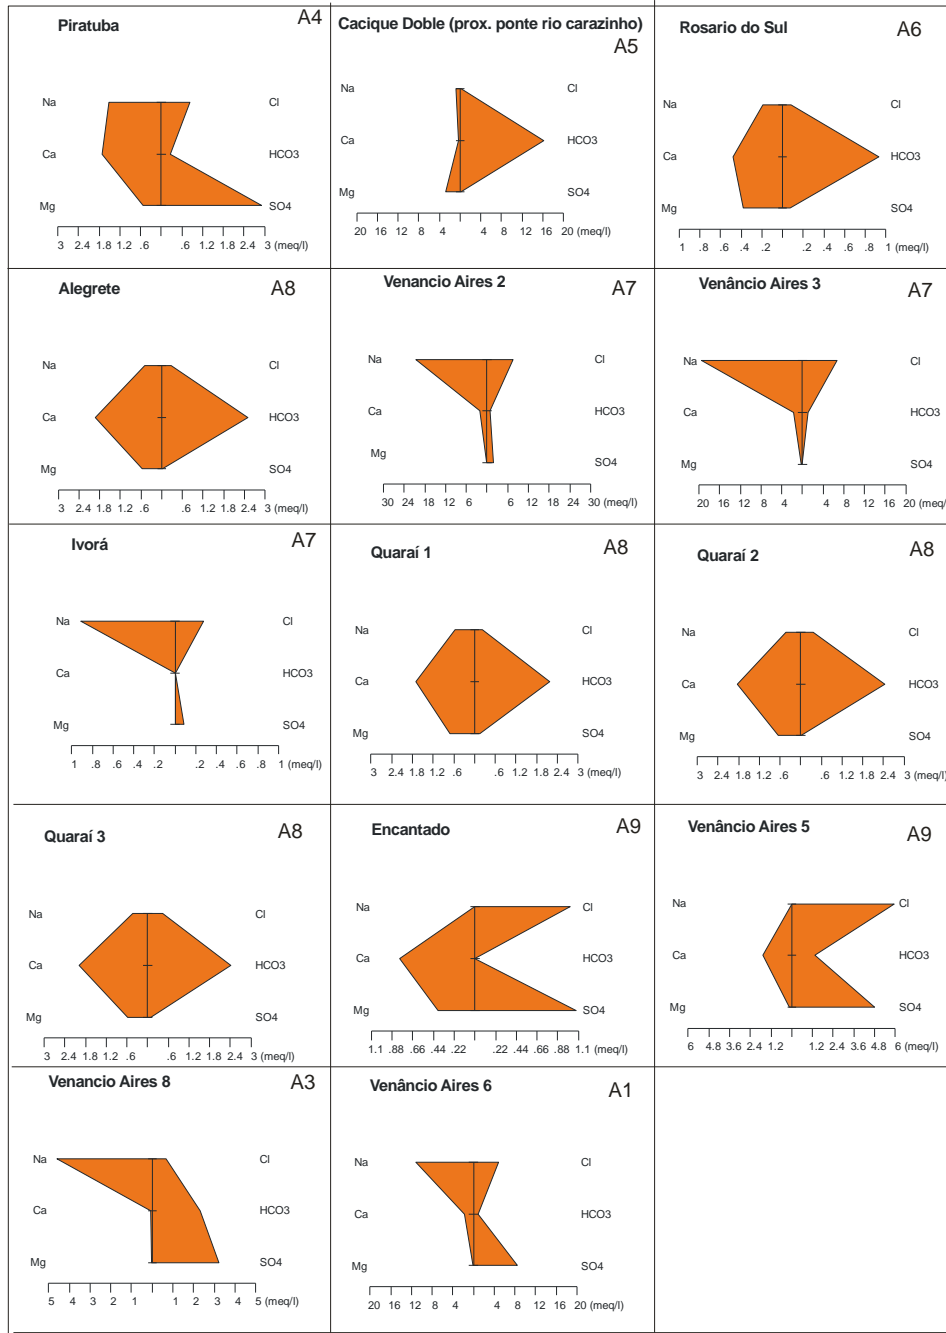 Piratuba A4
Na Cl
Ca HCO3
Mg SO4
3 2.4 1.8 1.2 .6 .6 1.2 1.8 2.4 3 (meq/l)
Cacique Doble (prox. ponte rio carazinho)
A5
Na Cl
Ca HCO3
Mg SO4
20 16 12 8 4 4 8 12 16 20 (meq/l)
Rosario do Sul A6
Na Cl
Ca HCO3
Mg SO4
1 .8 .6 .4 .2 .2 .4 .6 .8 1 (meq/l)
Alegrete A8
Na Cl
Ca HCO3
Mg SO4
3 2.4 1.8 1.2 .6 .6 1.2 1.8 2.4 3 (meq/l)
Venancio Aires 2 A7
Na Cl
Ca HCO3
Mg SO4
30 24 18 12 6 6 12 18 24 30 (meq/l)
Venâncio Aires 3 A7
Na Cl
Ca HCO3
Mg SO4
20 16 12 8 4 4 8 12 16 20 (meq/l)
Ivorá A7
Na Cl
Ca HCO3
Mg SO4
1 .8 .6 .4 .2 .2 .4 .6 .8 1 (meq/l)
Quaraí 1 A8
Na Cl
Ca HCO3
Mg SO4
3 2.4 1.8 1.2 .6 .6 1.2 1.8 2.4 3 (meq/l)
Quaraí 2 A8
Na Cl
Ca HCO3
Mg SO4
3 2.4 1.8 1.2 .6 .6 1.2 1.8 2.4 3 (meq/l)
Quaraí 3 A8
Na Cl
Ca HCO3
Mg SO4
3 2.4 1.8 1.2 .6 .6 1.2 1.8 2.4 3 (meq/l)
Encantado A9
Na Cl
Ca HCO3
Mg SO4
1.1 .88 .66 .44 .22 .22 .44 .66 .88 1.1 (meq/l)
Venâncio Aires 5 A9
Na Cl
Ca HCO3
Mg SO4
6 4.8 3.6 2.4 1.2 1.2 2.4 3.6 4.8 6 (meq/l)
Venancio Aires 8 A3
Na Cl
Ca HCO3
Mg SO4
5 4 3 2 1 1 2 3 4 5 (meq/l)
Venâncio Aires 6 A1
Na Cl
Ca HCO3
Mg SO4
20 16 12 8 4 4 8 12 16 20 (meq/l)